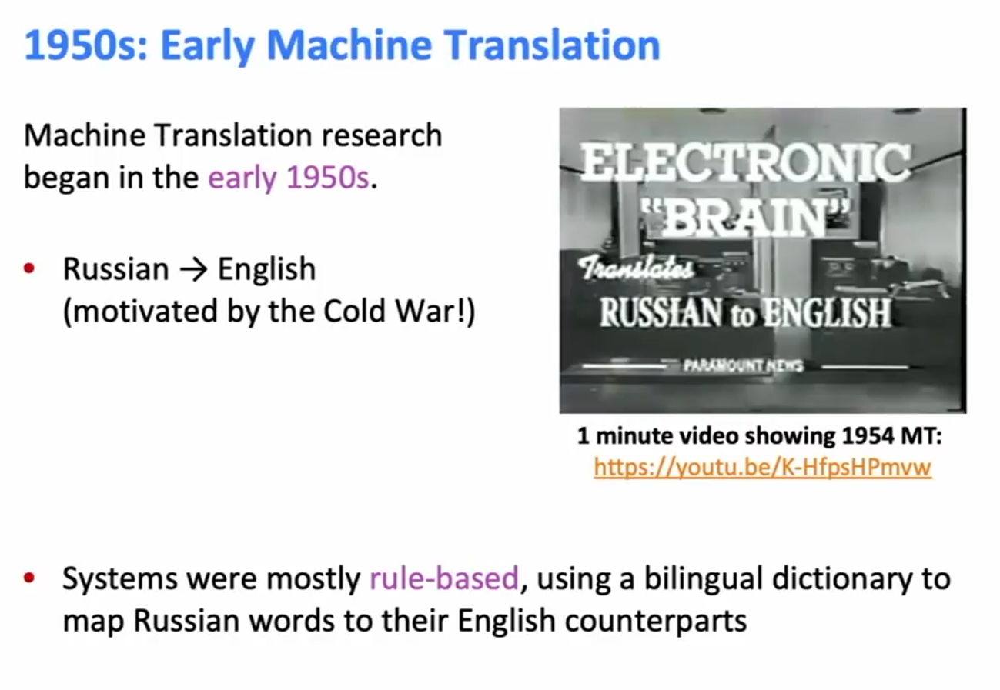 1950s: Early Machine Translation
Machine Translation research
began in the early 1950s.
• Russian → English
(motivated by the Cold War!)
ELECTRONIC
"BRAIN"
Translates
RUSSIAN to ENGLISH
PARAMOUNT NEWS
1 minute video showing 1954 MT:
https://youtu.be/K-HfpsHPmvw
• Systems were mostly rule-based, using a bilingual dictionary to
map Russian words to their English counterparts